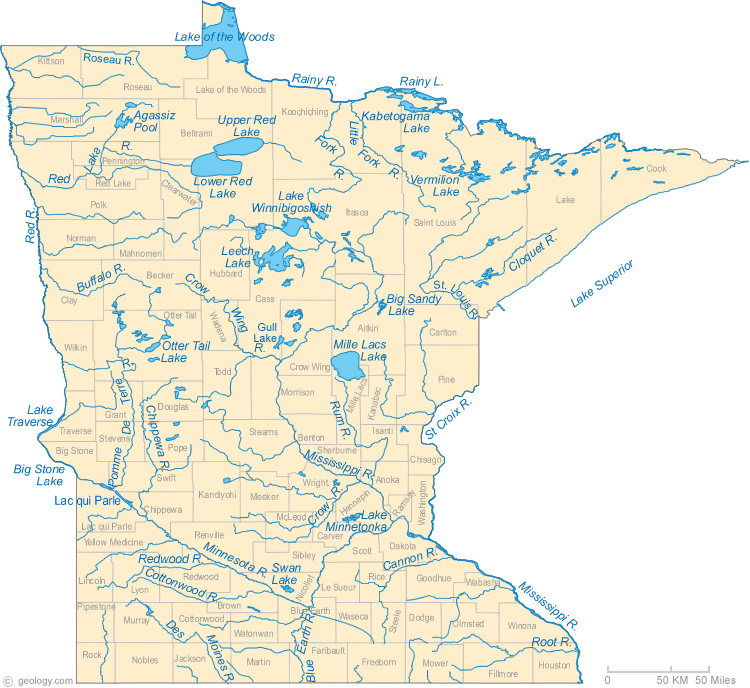 Lake of the Woods
Kittson
Roseau R.
Roseau
Lake of the Woods
Rainy R.
Rainy L.
Koochiching
Marshall
Agassiz
Pool
Beltrami
Upper Red
Lake
Kabetogama
Lake
Little
Fork
R.
Fork
R.
Red
Lake
R.
Pennington
Red Lake
Lower Red
Lake
Clearwater
Vermilion
Lake
Cook
Lake
Polk
Lake
Winnibigoshish
Itasca
Saint Louis
Red R.
Norman
Mahnomen
Leech
Lake
Hubbard
Cloquet R.
Lake Superior
Buffalo R.
Becker
Clay
Crow
Wing
R.
Cass
St. Louis R.
Big Sandy
Lake
Otter Tail
Wadena
Gull
Lake
Aitkin
Carlton
Wilkin
Otter Tail
Lake
Mille Lacs
Lake
Crow Wing
Todd
Pine
Morrison
Mille Lacs
Kanabec
R.
Terre
De
Pomme
Lake
Traverse
Grant
Douglas
Chippewa R.
Rum R.
St Croix R.
Traverse
Stevens
Stearns
Benton
Isanti
Big Stone
Pope
Sherburne
Chisago
Big Stone
Lake
Swift
Mississippi R.
Anoka
Lac qui Parle
Kandiyohi
Meeker
Wright
Hennepin
Ramsay
Washington
Chippewa
Crow R.
McLeod
Lake
Minnetonka
Lac qui Parle
Renville
Carver
Yellow Medicine
Minnesota R.
Sibley
Scott
Dakota
Redwood R.
Swan
Lake
Cannon R.
Lincoln
Lyon
Redwood
Cottonwood R.
Nicollet
Le Sueur
Rice
Goodhue
Wabasha
Mississippi R.
Pipestone
Murray
Cottonwood
Brown
Blue Earth
Waseca
Steele
Dodge
Olmsted
Winona
Des
Moines R.
Watonwan
Blue
Earth R.
Root R.
Rock
Nobles
Jackson
Martin
Faribault
Freeborn
Mower
Fillmore
Houston
© geology.com
0 50 KM 50 Miles